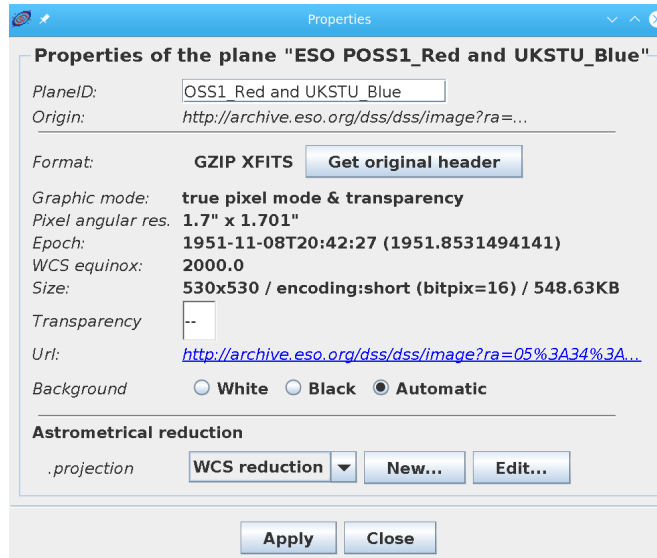 Properties
Properties of the plane "ESO POSS1_Red and UKSTU_Blue"
PlaneID: OSS1_Red and UKSTU_Blue
Origin: http://archive.eso.org/dss/dss/image?ra=...
Format: GZIP XFITS Get original header
Graphic mode: true pixel mode & transparency
Pixel angular res. 1.7" x 1.701"
Epoch: 1951-11-08T20:42:27 (1951.8531494141)
WCS equinox: 2000.0
Size: 530x530 / encoding:short (bitpix=16) / 548.63KB
Transparency --
Url: http://archive.eso.org/dss/dss/image?ra=05%3A34%3A...
Background White Black Automatic
Astrometrical reduction
.projection WCS reduction New... Edit...
Apply Close